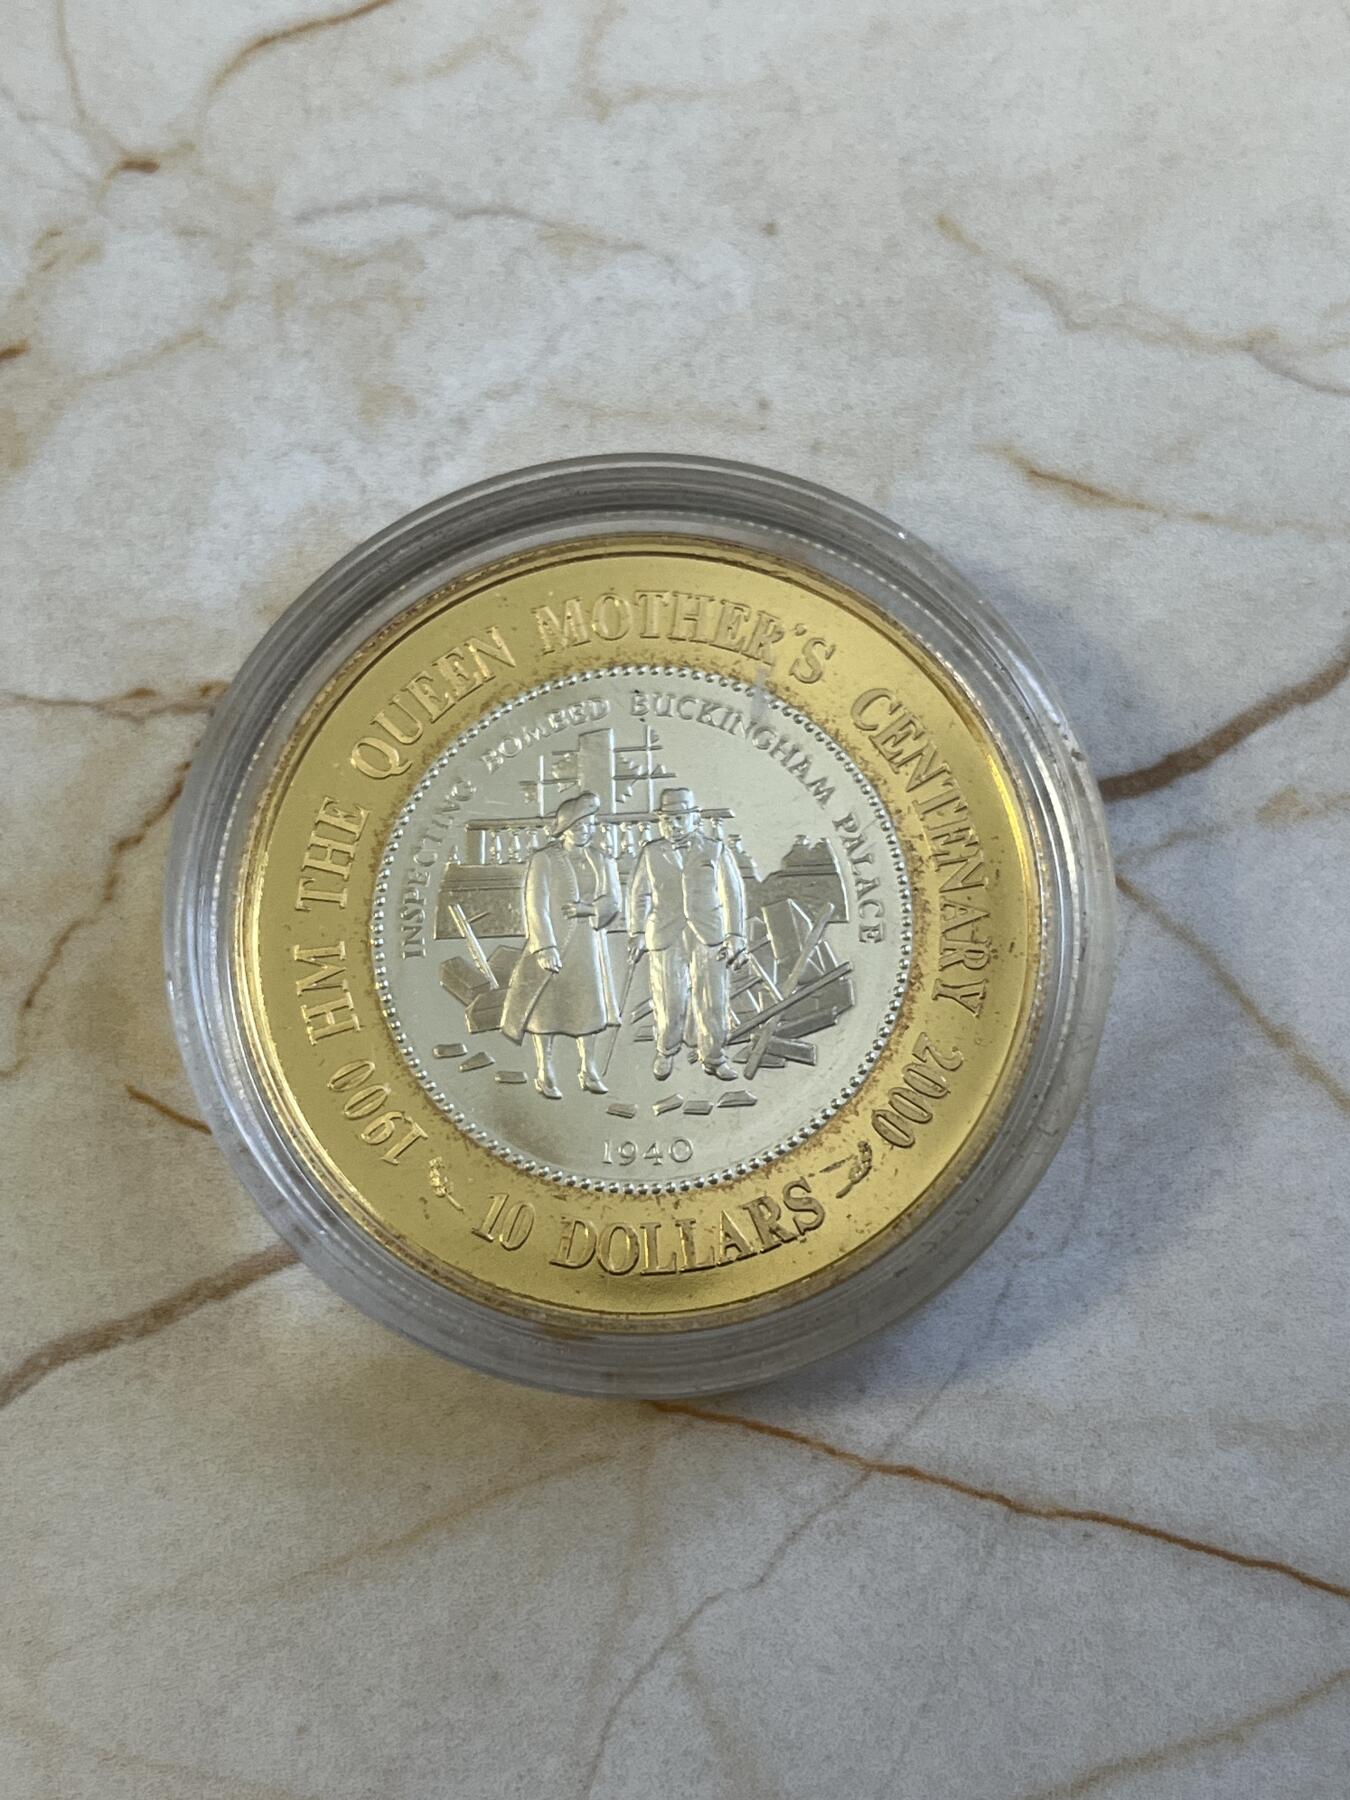 1900 HM THE QUEEN MOTHER'S CENTENARY 2000
INSPECTING BOMBED BUCKINGHAM PALACE
1940
10 DOLLARS